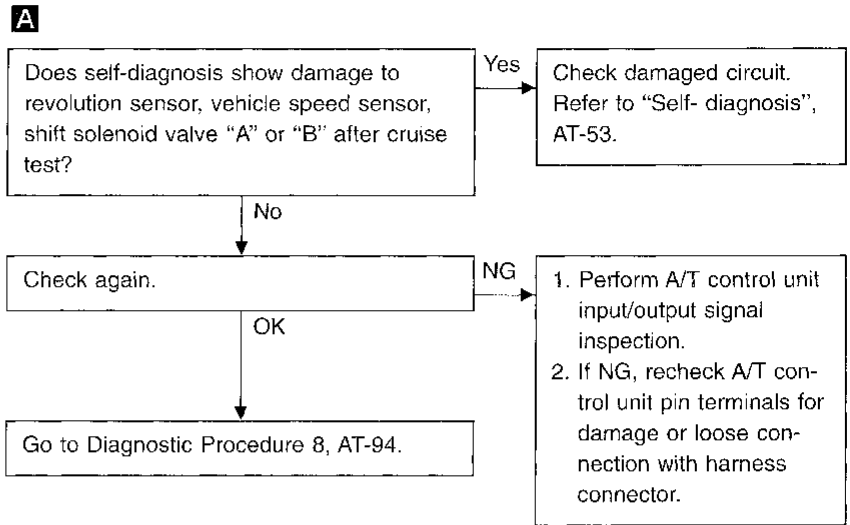 A
Does self-diagnosis show damage to
revolution sensor, vehicle speed sensor,
shift solenoid valve “A” or “B” after cruise
test?
Yes
Check damaged circuit.
Refer to “Self- diagnosis”,
AT-53.
No
Check again.
NG
1. Perform A/T control unit
input/output signal
inspection.
2. If NG, recheck A/T con-
trol unit pin terminals for
damage or loose con-
nection with harness
connector.
OK
Go to Diagnostic Procedure 8, AT-94.